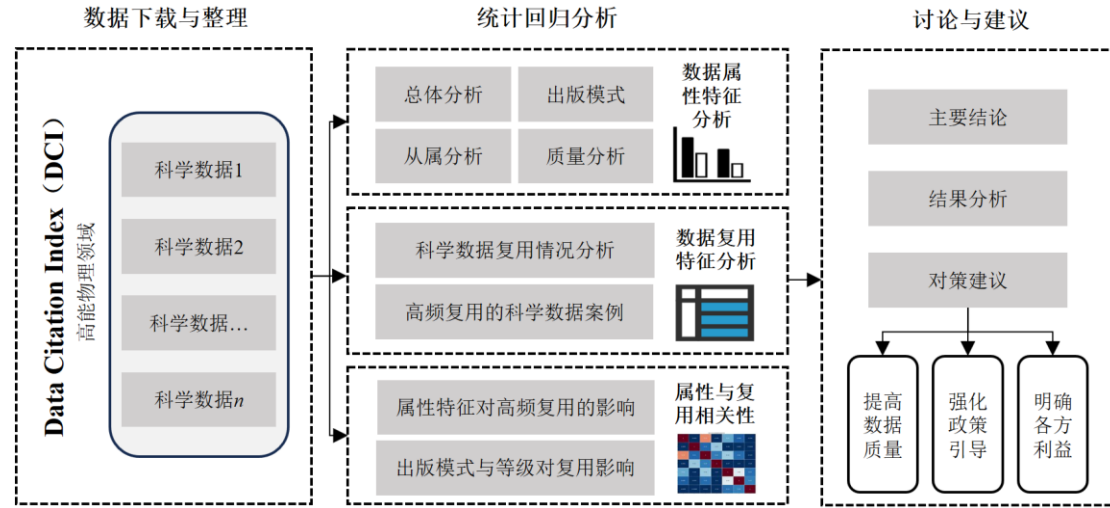 数据下载与整理
统计回归分析
讨论与建议
Data Citation Index（DCI）
高能物理领域
科学数据1
科学数据2
科学数据…
科学数据n
总体分析
出版模式
从属分析
质量分析
数据属
性特征
分析
科学数据复用情况分析
高频复用的科学数据案例
数据复用
特征分析
属性特征对高频复用的影响
出版模式与等级对复用影响
属性与复
用相关性
主要结论
结果分析
对策建议
提高
数据
质量
强化
政策
引导
明确
各方
利益